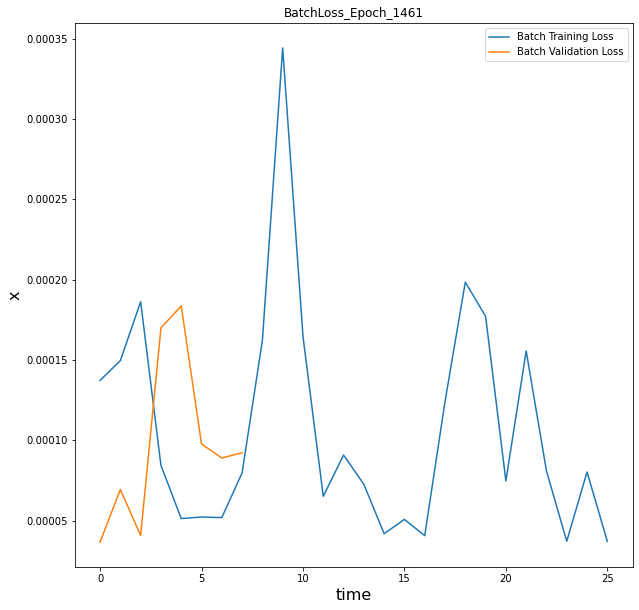 BatchLoss_Epoch_1461
Batch Training Loss
Batch Validation Loss
0.00035
0.00030
0.00025
0.00020
0.00015
0.00010
0.00005
x
0 5 10 15 20 25
time